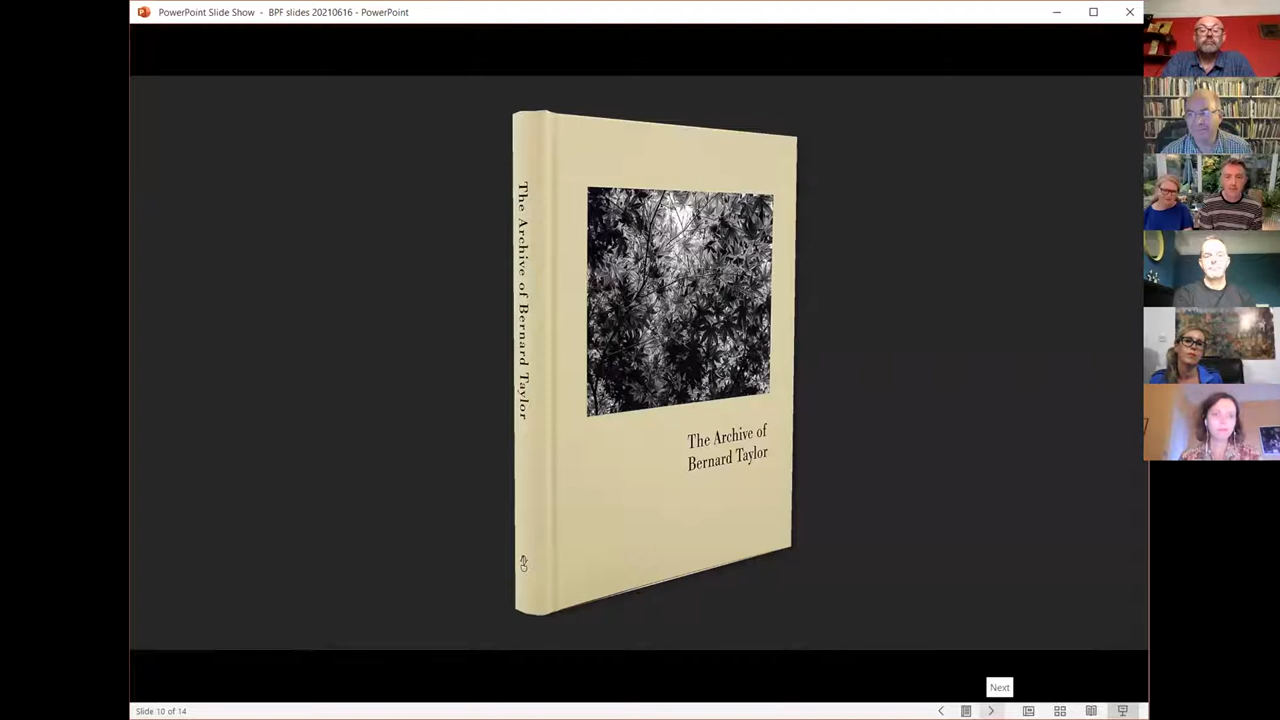 PowerPoint Slide Show - BPF slides 20210616 - PowerPoint
The Archive of Bernard Taylor
The Archive of
Bernard Taylor
Next
Slide 10 of 14